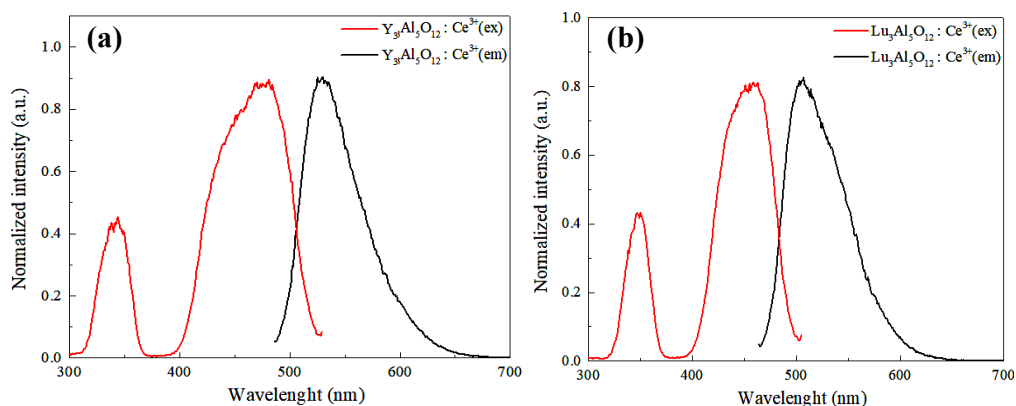 (a)
Y₃Al₅O₁₂ : Ce³⁺(ex)
Y₃Al₅O₁₂ : Ce³⁺(em)
Normalized intensity (a.u.)
1.0
0.8
0.6
0.4
0.2
0.0
300 400 500 600 700
Wavelenght (nm)
(b)
Lu₃Al₅O₁₂ : Ce³⁺(ex)
Lu₃Al₅O₁₂ : Ce³⁺(em)
Normalized intensity (a.u.)
1.0
0.8
0.6
0.4
0.2
0.0
300 400 500 600 700
Wavelenght (nm)